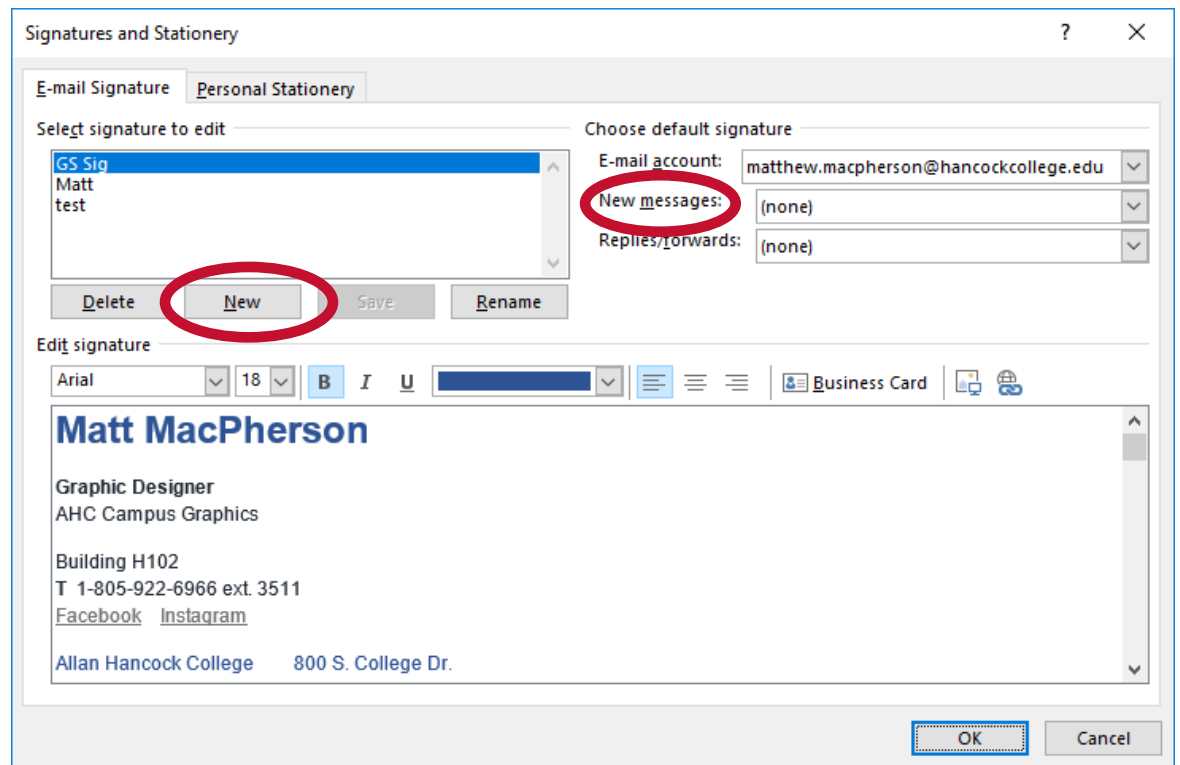 Signatures and Stationery ?
E-mail Signature Personal Stationery
Select signature to edit
GS Sig
Matt
test
Delete New Save Rename
Choose default signature
E-mail account: matthew.macpherson@hancockcollege.edu
New messages: (none)
Replies/forwards: (none)
Edit signature
Arial 18 B I U Business Card
Matt MacPherson
Graphic Designer
AHC Campus Graphics
Building H102
T 1-805-922-6966 ext. 3511
Facebook Instagram
Allan Hancock College 800 S. College Dr.
OK Cancel